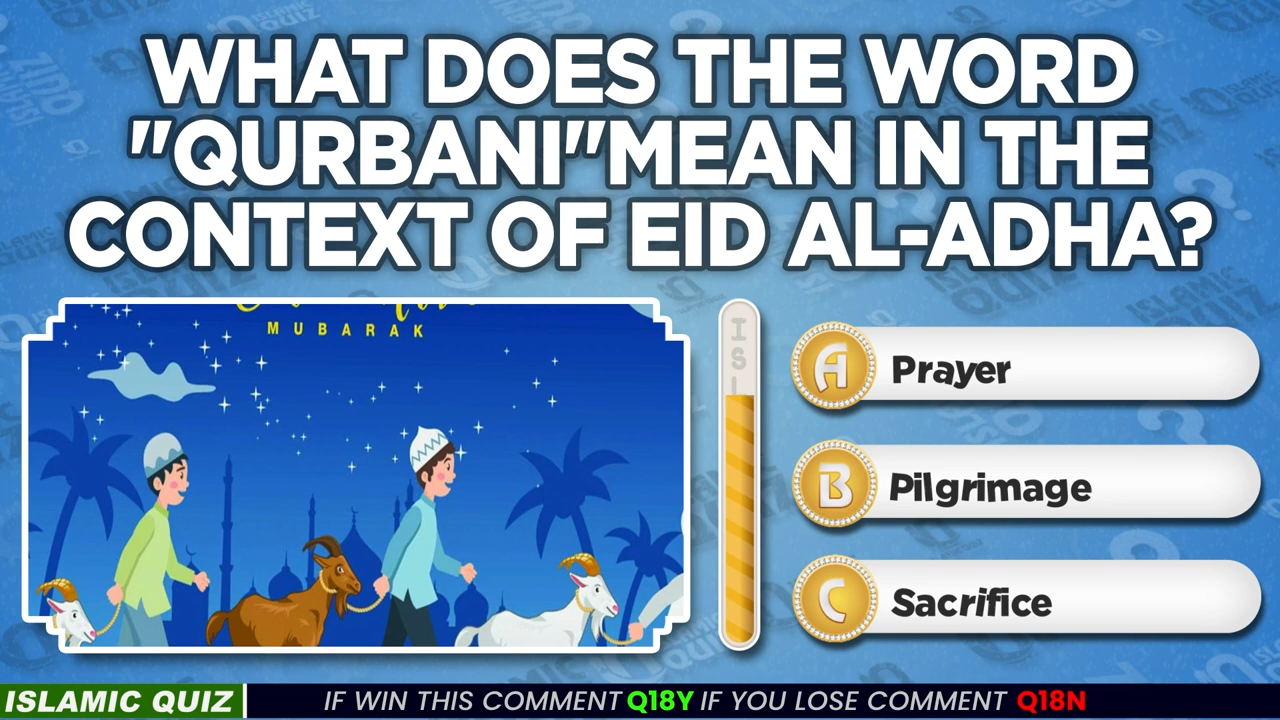 WHAT DOES THE WORD
"QURBANI"MEAN IN THE
CONTEXT OF EID AL-ADHA?
MUBARAK
ISL
A Prayer
B Pilgrimage
C Sacrifice
ISLAMIC QUIZ
IF WIN THIS COMMENT Q18Y IF YOU LOSE COMMENT Q18N